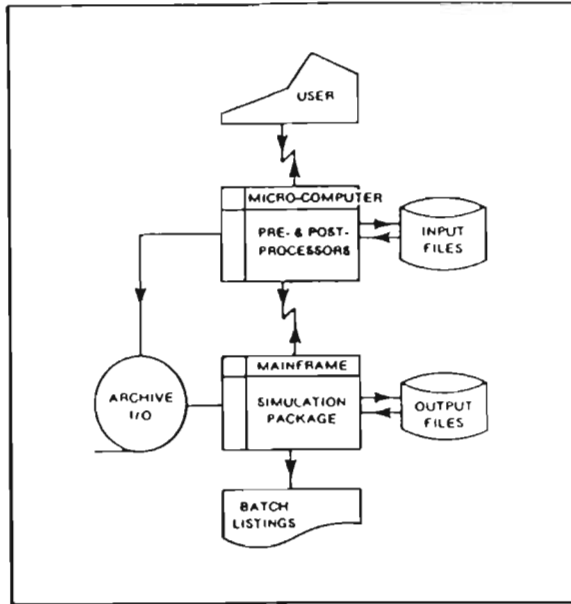 USER
MICRO-COMPUTER
PRE- & POST-
PROCESSORS
INPUT
FILES
MAINFRAME
ARCHIVE
I/O
SIMULATION
PACKAGE
OUTPUT
FILES
BATCH
LISTINGS